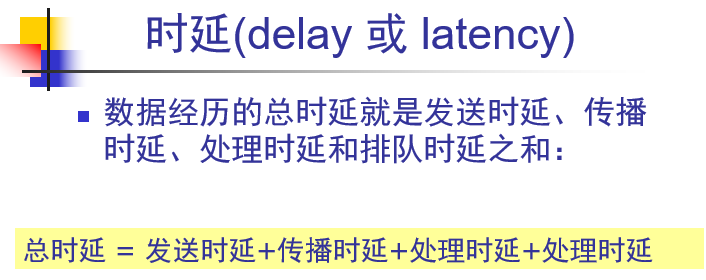 时延(delay 或 latency)
数据经历的总时延就是发送时延、传播
时延、处理时延和排队时延之和：
总时延 = 发送时延+传播时延+处理时延+处理时延